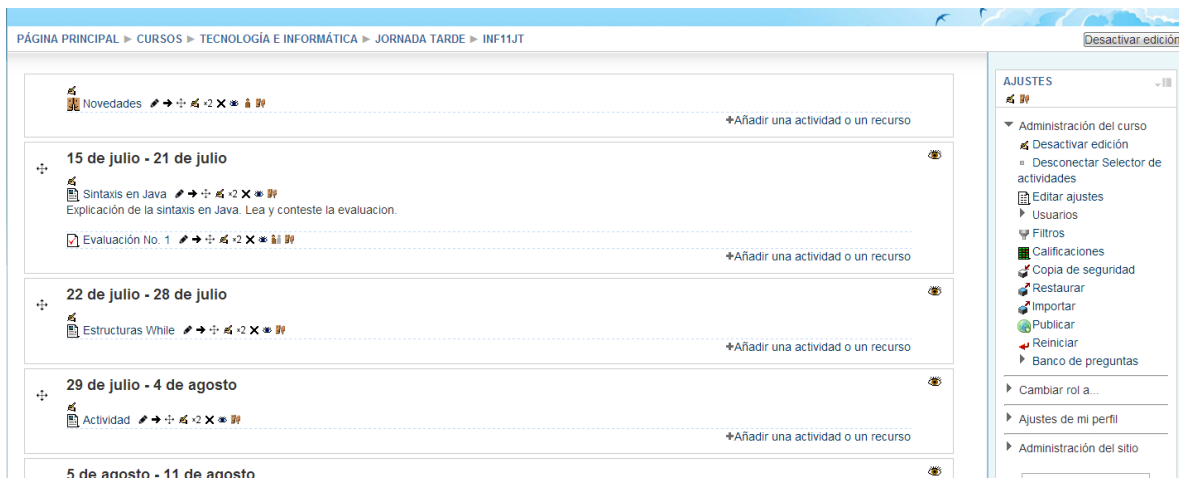 PÁGINA PRINCIPAL ► CURSOS ► TECNOLOGÍA E INFORMÁTICA ► JORNADA TARDE ► INF11JT
Desactivar edición
Novedades ×2
+Añadir una actividad o un recurso
15 de julio - 21 de julio
Sintaxis en Java ×2
Explicación de la sintaxis en Java. Lea y conteste la evaluacion.
Evaluación No. 1 ×2
+Añadir una actividad o un recurso
22 de julio - 28 de julio
Estructuras While ×2
+Añadir una actividad o un recurso
29 de julio - 4 de agosto
Actividad ×2
+Añadir una actividad o un recurso
5 de agosto - 11 de agosto
AJUSTES
Administración del curso
Desactivar edición
Desconectar Selector de
actividades
Editar ajustes
Usuarios
Filtros
Calificaciones
Copia de seguridad
Restaurar
Importar
Publicar
Reiniciar
Banco de preguntas
Cambiar rol a...
Ajustes de mi perfil
Administración del sitio